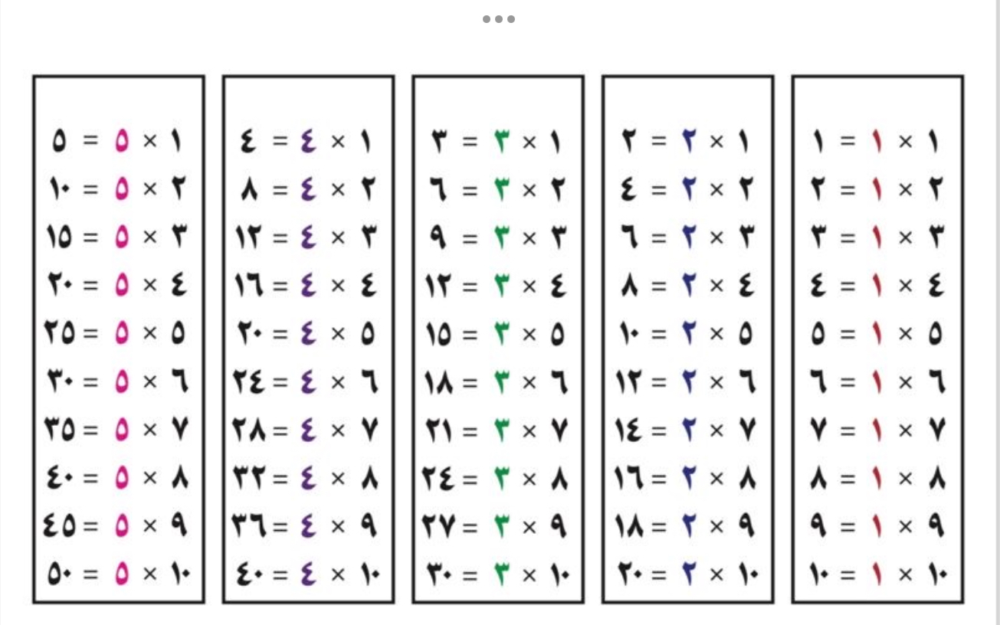 ١ × ١ = ١
٢ × ١ = ٢
٣ × ١ = ٣
٤ × ١ = ٤
٥ × ١ = ٥
٦ × ١ = ٦
٧ × ١ = ٧
٨ × ١ = ٨
٩ × ١ = ٩
١٠ × ١ = ١٠
١ × ٢ = ٢
٢ × ٢ = ٤
٣ × ٢ = ٦
٤ × ٢ = ٨
٥ × ٢ = ١٠
٦ × ٢ = ١٢
٧ × ٢ = ١٤
٨ × ٢ = ١٦
٩ × ٢ = ١٨
١٠ × ٢ = ٢٠
١ × ٣ = ٣
٢ × ٣ = ٦
٣ × ٣ = ٩
٤ × ٣ = ١٢
٥ × ٣ = ١٥
٦ × ٣ = ١٨
٧ × ٣ = ٢١
٨ × ٣ = ٢٤
٩ × ٣ = ٢٧
١٠ × ٣ = ٣٠
١ × ٤ = ٤
٢ × ٤ = ٨
٣ × ٤ = ١٢
٤ × ٤ = ١٦
٥ × ٤ = ٢٠
٦ × ٤ = ٢٤
٧ × ٤ = ٢٨
٨ × ٤ = ٣٢
٩ × ٤ = ٣٦
١٠ × ٤ = ٤٠
١ × ٥ = ٥
٢ × ٥ = ١٠
٣ × ٥ = ١٥
٤ × ٥ = ٢٠
٥ × ٥ = ٢٥
٦ × ٥ = ٣٠
٧ × ٥ = ٣٥
٨ × ٥ = ٤٠
٩ × ٥ = ٤٥
١٠ × ٥ = ٥٠